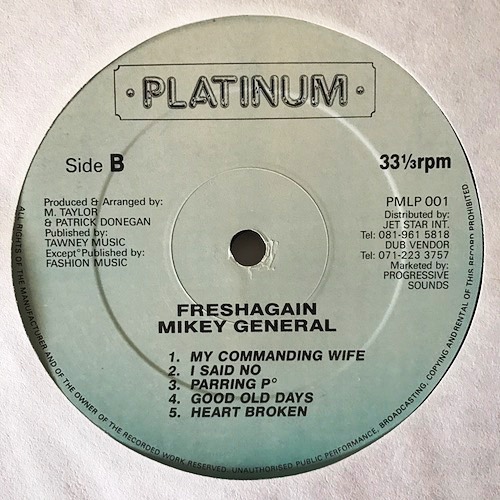 · PLATINUM ·
Side B
33⅓rpm
Produced & Arranged by:
M. TAYLOR
& PATRICK DONEGAN
Published by:
TAWNEY MUSIC
Except° Published by:
FASHION MUSIC
PMLP 001
Distributed by:
JET STAR INT.
Tel: 081-961 5818
DUB VENDOR
Tel: 071-223 3757
Marketed by:
PROGRESSIVE
SOUNDS
FRESHAGAIN
MIKEY GENERAL
1. MY COMMANDING WIFE
2. I SAID NO
3. PARRING P°
4. GOOD OLD DAYS
5. HEART BROKEN
ALL RIGHTS OF THE MANUFACTURER AND OF THE OWNER OF THE RECORDED WORK RESERVED. UNAUTHORISED PUBLIC PERFORMANCE, BROADCASTING, COPYING ANDRENTAL OF THIS RECORD PROHIBITED